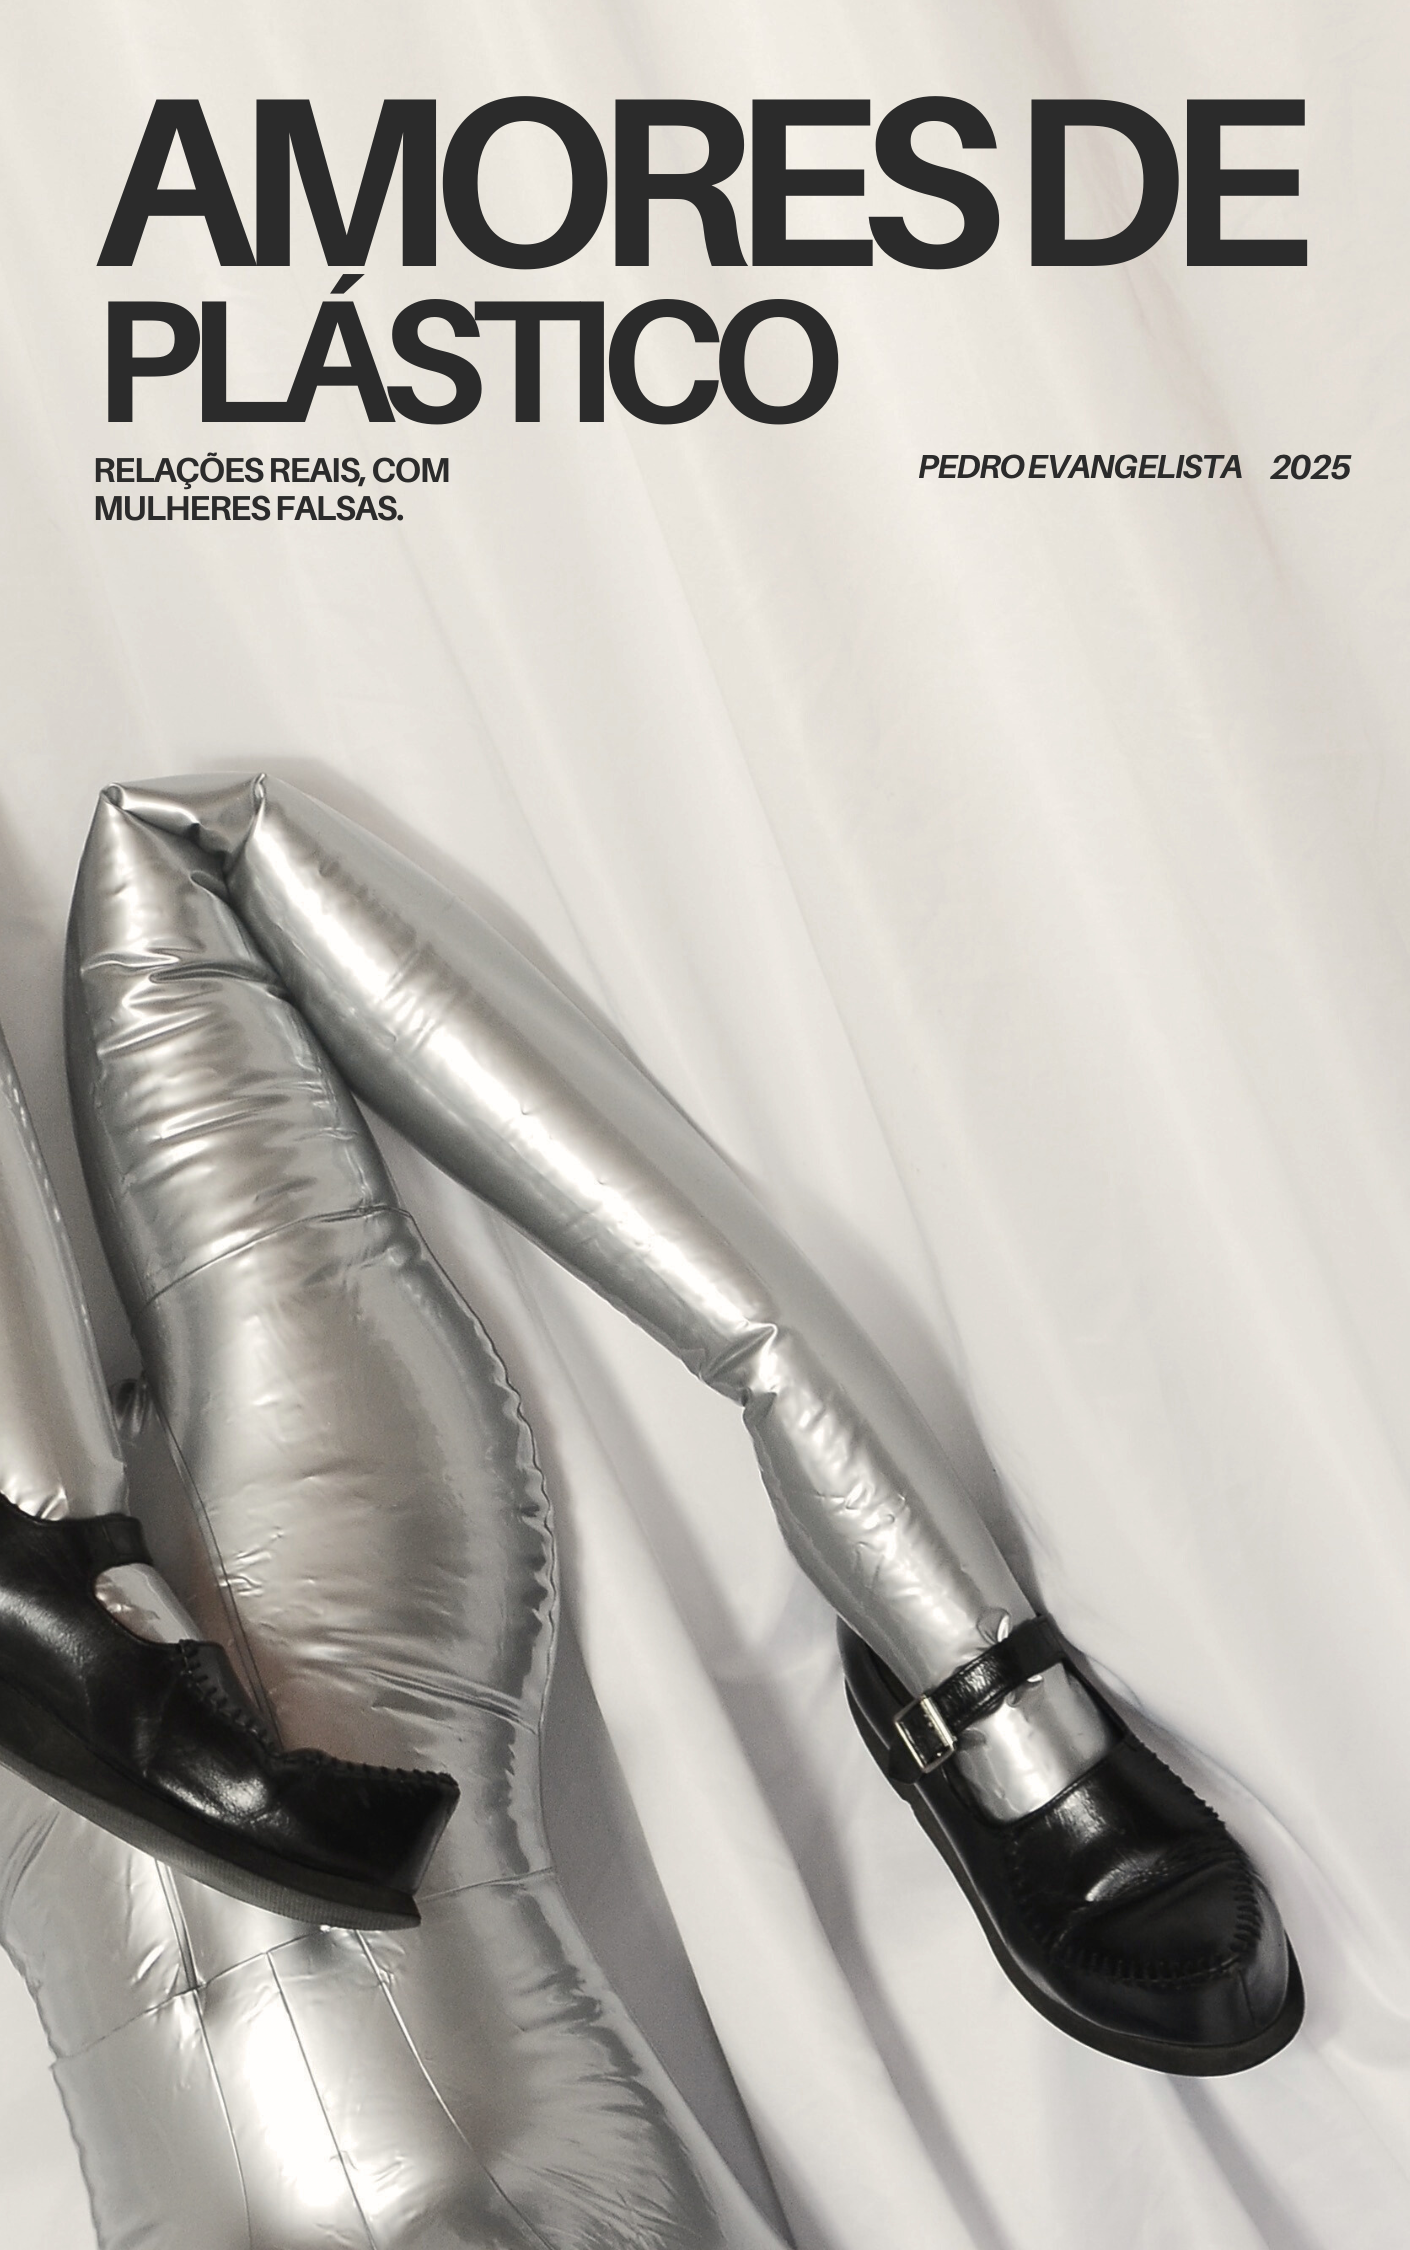 AMORES DE
PLÁSTICO
RELAÇÕES REAIS, COM
MULHERES FALSAS.
PEDRO EVANGELISTA 2025